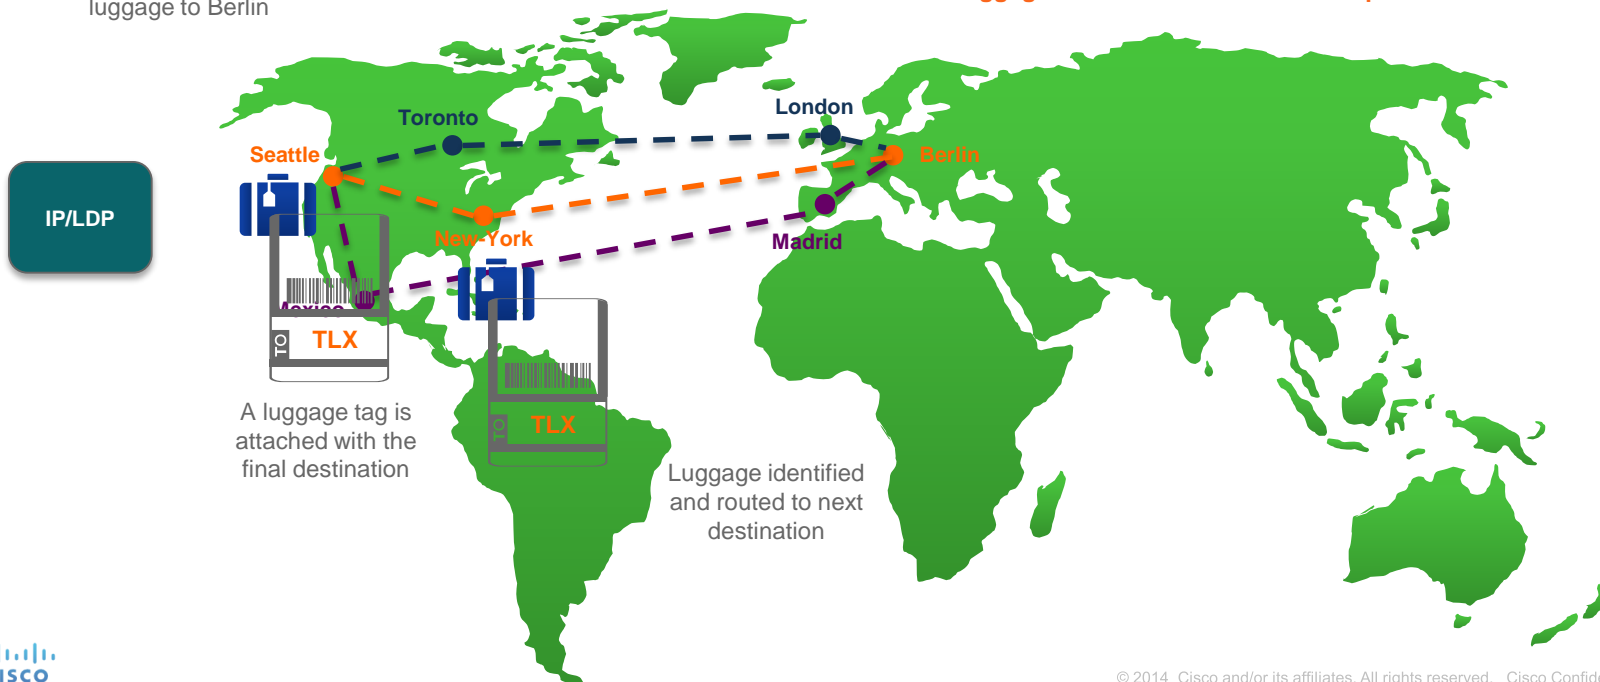 luggage to Berlin
Toronto
London
Seattle
Berlin
IP/LDP
New-York
Madrid
Mexico
TO
TLX
TO
TLX
A luggage tag is
attached with the
final destination
Luggage identified
and routed to next
destination
© 2014 Cisco and/or its affiliates. All rights reserved. Cisco